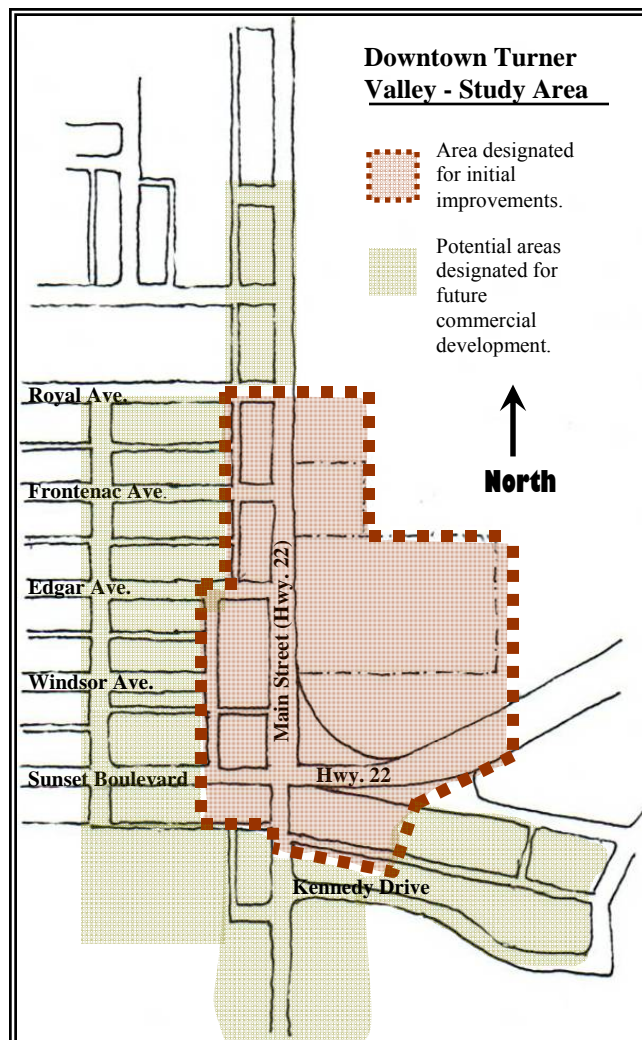 Downtown Turner
Valley - Study Area
Area designated
for initial
improvements.
Potential areas
designated for
future
commercial
development.
North
Royal Ave.
Frontenac Ave.
Edgar Ave.
Main Street (Hwy. 22)
Windsor Ave.
Sunset Boulevard
Hwy. 22
Kennedy Drive